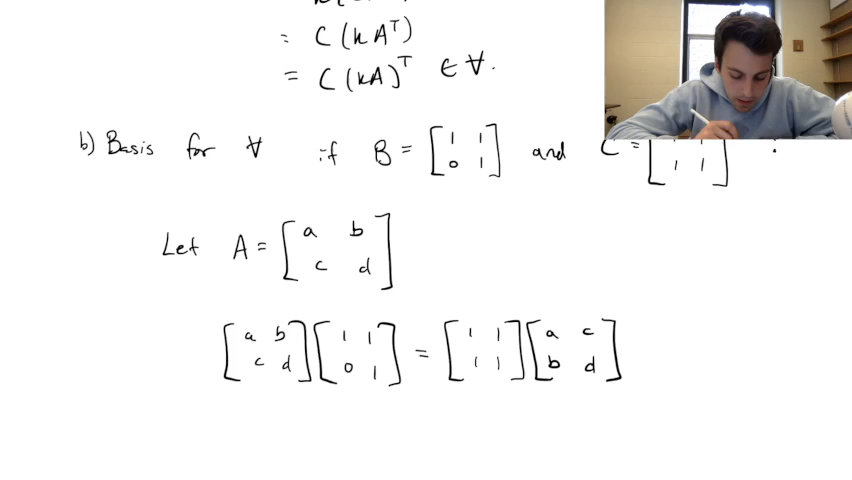 = C(kAᵀ)
= C(kA)ᵀ ∈ ∀.
b) Basis for ∀ if B = [1 1; 0 1] and C = [1 1; 1 1] :
Let A = [a b; c d]
[a b; c d] [1 1; 0 1] = [1 1; 1 1] [a c; b d]